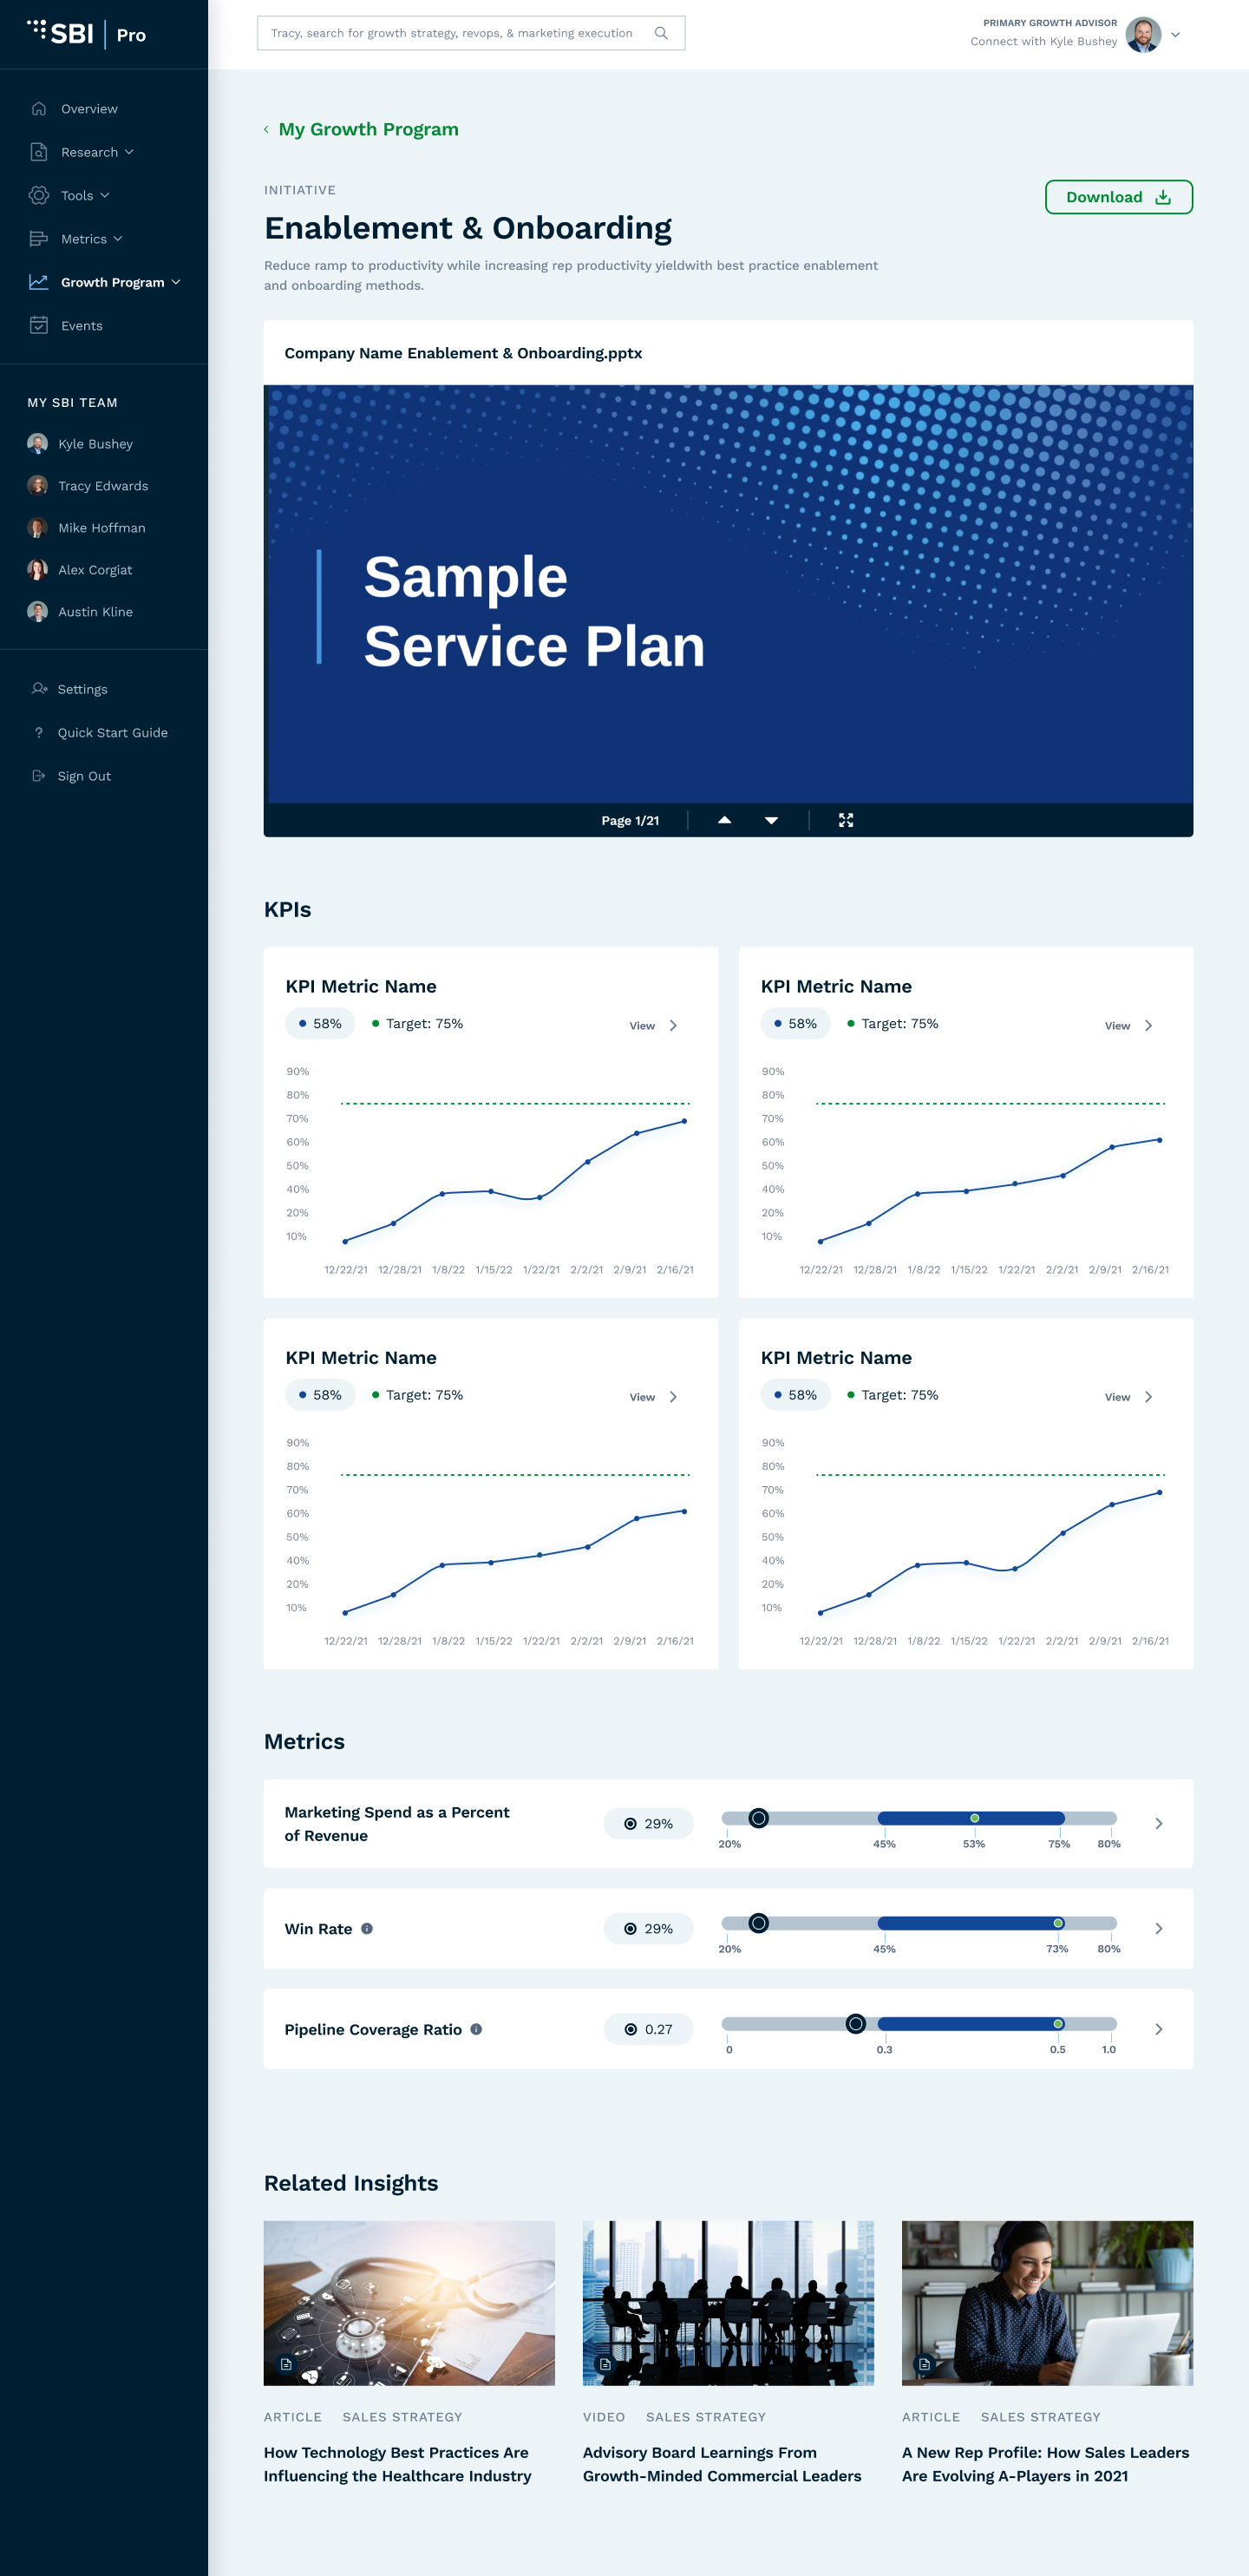 SBI Pro
Tracy, search for growth strategy, revops, & marketing execution
PRIMARY GROWTH ADVISOR
Connect with Kyle Bushey
Overview
Research
Tools
Metrics
Growth Program
Events
MY SBI TEAM
Kyle Bushey
Tracy Edwards
Mike Hoffman
Alex Corgiat
Austin Kline
Settings
? Quick Start Guide
Sign Out
My Growth Program
INITIATIVE
Download
Enablement & Onboarding
Reduce ramp to productivity while increasing rep productivity yieldwith best practice enablement
and onboarding methods.
Company Name Enablement & Onboarding.pptx
Sample
Service Plan
Page 1/21
KPIs
KPI Metric Name
58% Target: 75% View
90%
80%
70%
60%
50%
40%
20%
10%
12/22/21 12/28/21 1/8/22 1/15/22 1/22/21 2/2/21 2/9/21 2/16/21
KPI Metric Name
58% Target: 75% View
90%
80%
70%
60%
50%
40%
20%
10%
12/22/21 12/28/21 1/8/22 1/15/22 1/22/21 2/2/21 2/9/21 2/16/21
KPI Metric Name
58% Target: 75% View
90%
80%
70%
60%
50%
40%
20%
10%
12/22/21 12/28/21 1/8/22 1/15/22 1/22/21 2/2/21 2/9/21 2/16/21
KPI Metric Name
58% Target: 75% View
90%
80%
70%
60%
50%
40%
20%
10%
12/22/21 12/28/21 1/8/22 1/15/22 1/22/21 2/2/21 2/9/21 2/16/21
Metrics
Marketing Spend as a Percent
of Revenue
29%
20% 45% 53% 75% 80%
Win Rate
29%
20% 45% 73% 80%
Pipeline Coverage Ratio
0.27
0 0.3 0.5 1.0
Related Insights
ARTICLE SALES STRATEGY
How Technology Best Practices Are
Influencing the Healthcare Industry
VIDEO SALES STRATEGY
Advisory Board Learnings From
Growth-Minded Commercial Leaders
ARTICLE SALES STRATEGY
A New Rep Profile: How Sales Leaders
Are Evolving A-Players in 2021